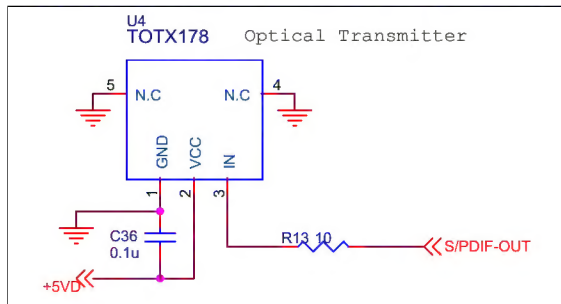 U4
TOTX178 Optical Transmitter
5 N.C N.C 4
GND VCC IN
1 2 3
C36
0.1u
R13 10
S/PDIF-OUT
+5VD